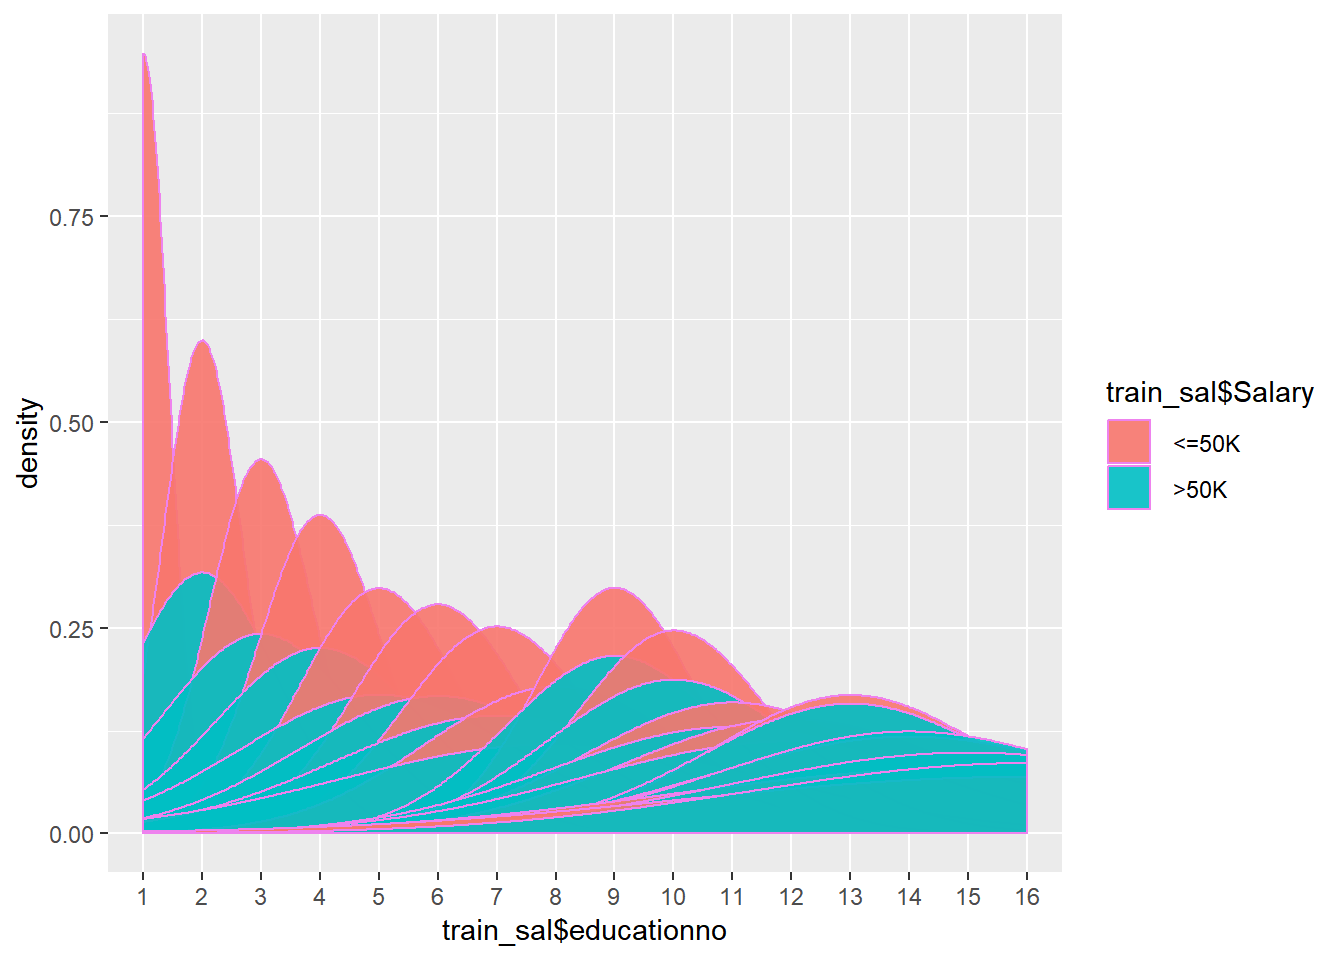 0.75
0.50
0.25
0.00
density
1 2 3 4 5 6 7 8 9 10 11 12 13 14 15 16
train_sal$educationno
train_sal$Salary
<=50K
>50K